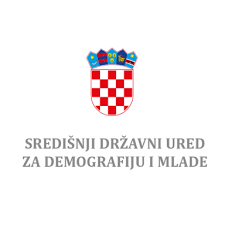 SREDIŠNJI DRŽAVNI URED
ZA DEMOGRAFIJU I MLADE